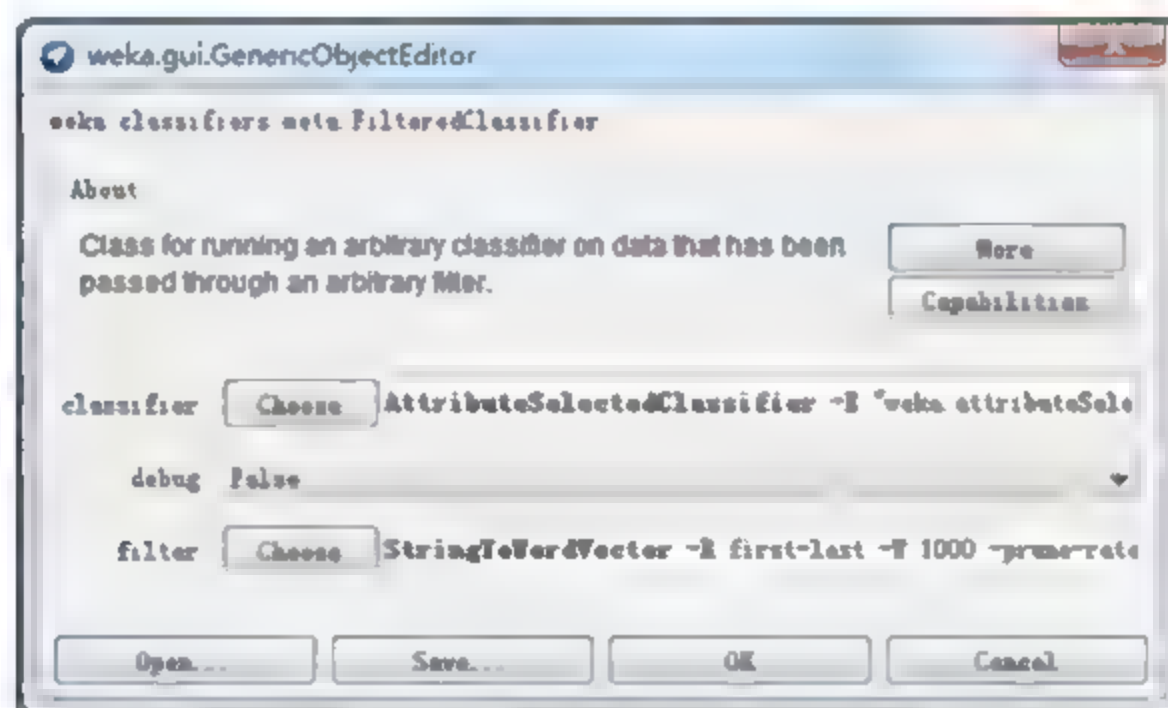 weka.gui.GenericObjectEditor
weka classifiers meta FilteredClassifier
About
Class for running an arbitrary classifier on data that has been
passed through an arbitrary filter.
More
Capabilities
classifier Choose AttributeSelectedClassifier -E "weka attributeSele
debug False
filter Choose StringToWordVector -R first-last -W 1000 -prune-rate
Open... Save... OK Cancel